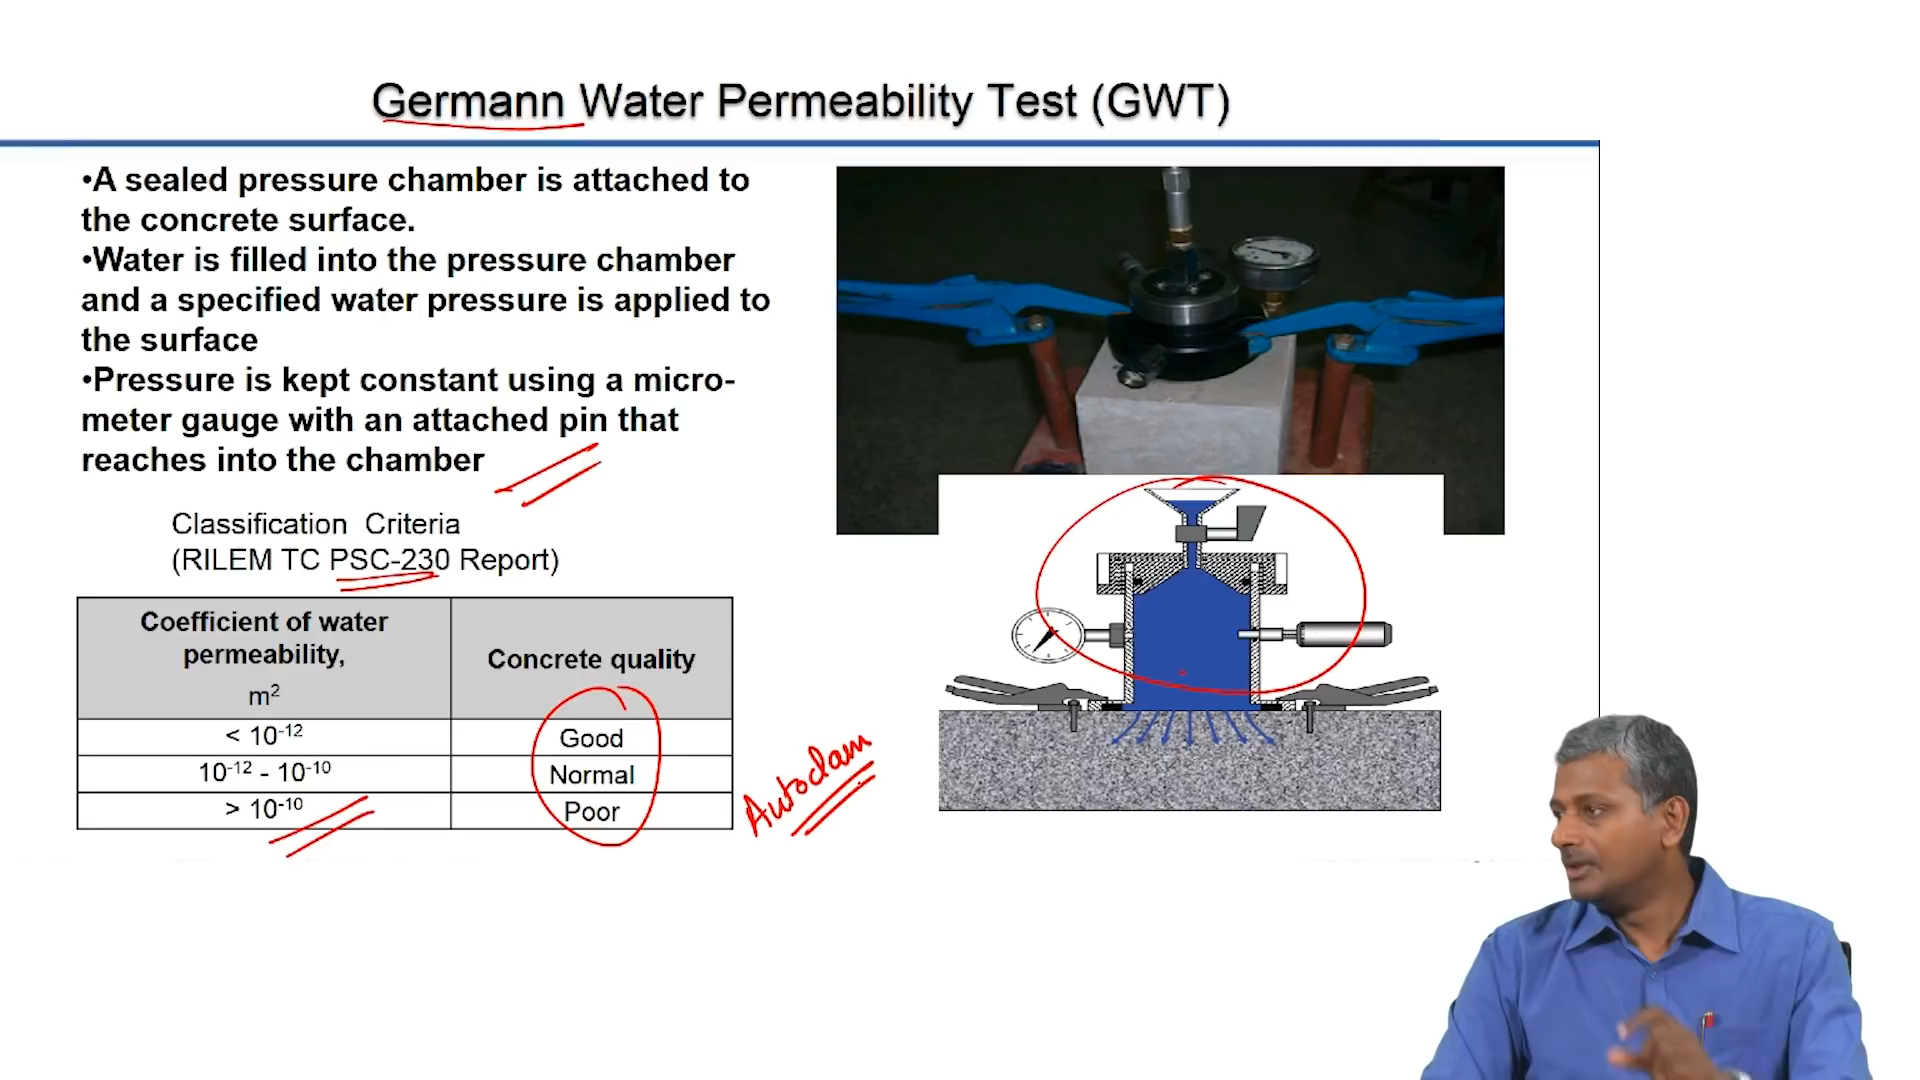 Germann Water Permeability Test (GWT)
•A sealed pressure chamber is attached to
the concrete surface.
•Water is filled into the pressure chamber
and a specified water pressure is applied to
the surface
•Pressure is kept constant using a micro-
meter gauge with an attached pin that
reaches into the chamber
Classification Criteria
(RILEM TC PSC-230 Report)
Coefficient of water
permeability,
m²
Concrete quality
< 10⁻¹² Good
10⁻¹² - 10⁻¹⁰ Normal
> 10⁻¹⁰ Poor
Autoclam